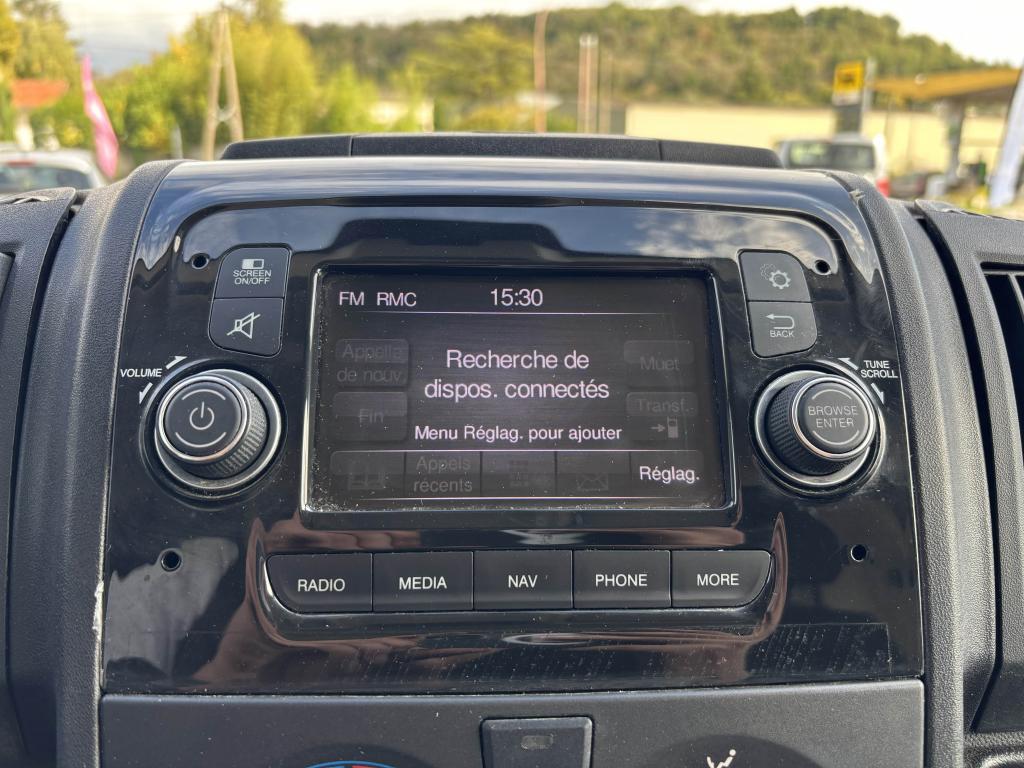 SCREEN
ON/OFF
VOLUME
FM RMC 15:30
Appelle
de nouv.
Recherche de
dispos. connectés
Muet
Fin
Transf.
Menu Réglag. pour ajouter
Appels
récents
Réglag.
BACK
TUNE
SCROLL
BROWSE
ENTER
RADIO
MEDIA
NAV
PHONE
MORE